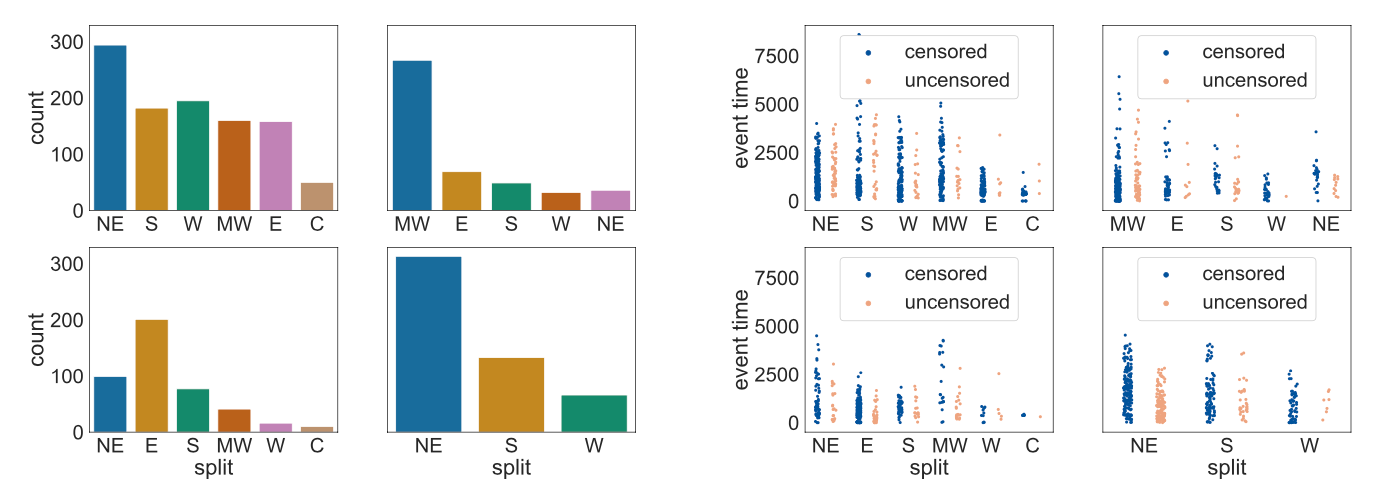 300
200
100
0
count
NE S W MW E C
MW E S W NE
300
200
100
0
count
NE E S MW W C
split
NE S W
split
7500
5000
2500
0
event time
censored
uncensored
NE S W MW E C
censored
uncensored
MW E S W NE
7500
5000
2500
0
event time
censored
uncensored
NE E S MW W C
split
censored
uncensored
NE S W
split